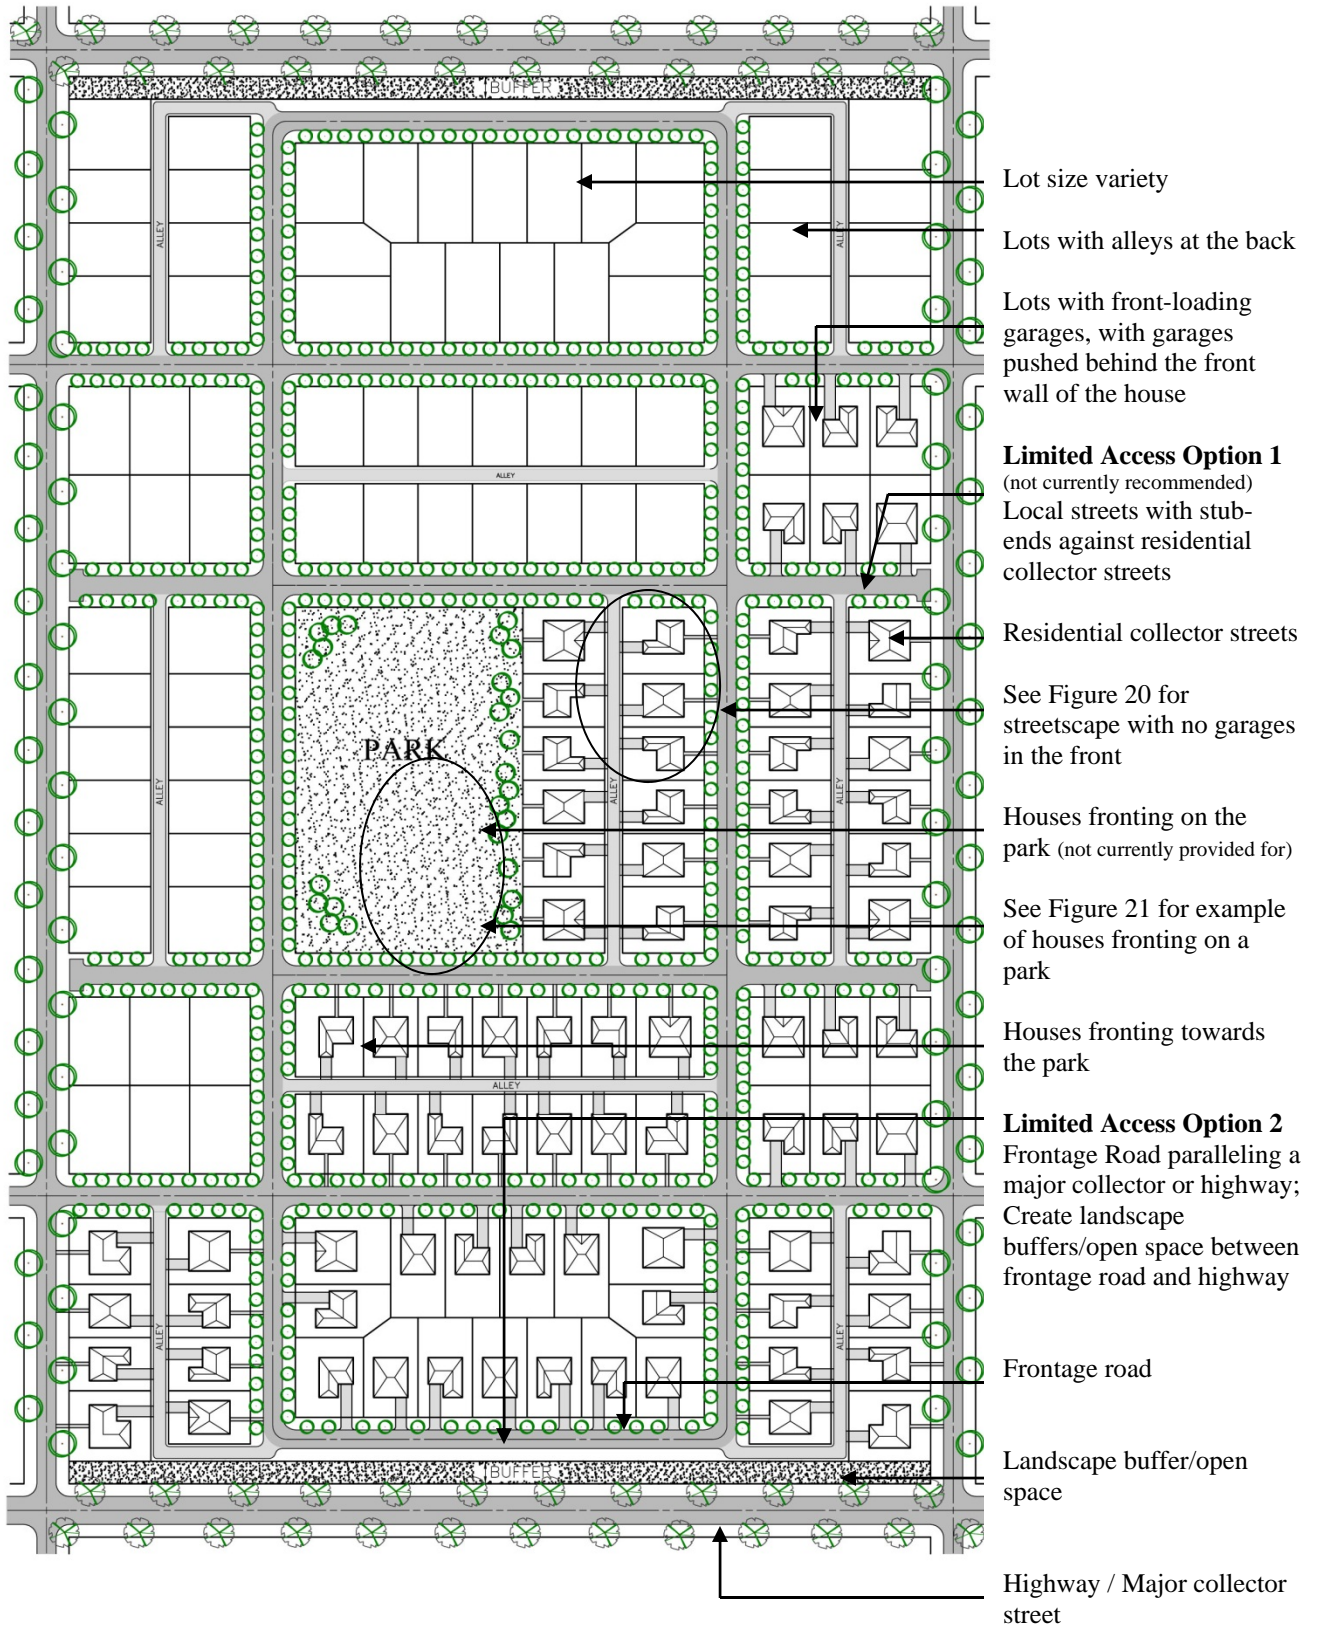 BUFFER
Lot size variety
ALLEY
ALLEY
Lots with alleys at the back
Lots with front-loading
garages, with garages
pushed behind the front
wall of the house
Limited Access Option 1
ALLEY
(not currently recommended)
Local streets with stub-
ends against residential
collector streets
Residential collector streets
See Figure 20 for
streetscape with no garages
in the front
PARK
ALLEY
ALLEY
ALLEY
Houses fronting on the
park (not currently provided for)
See Figure 21 for example
of houses fronting on a
park
Houses fronting towards
the park
ALLEY
Limited Access Option 2
Frontage Road paralleling a
major collector or highway;
Create landscape
buffers/open space between
frontage road and highway
ALLEY
ALLEY
Frontage road
Landscape buffer/open
space
BUFFER
Highway / Major collector
street